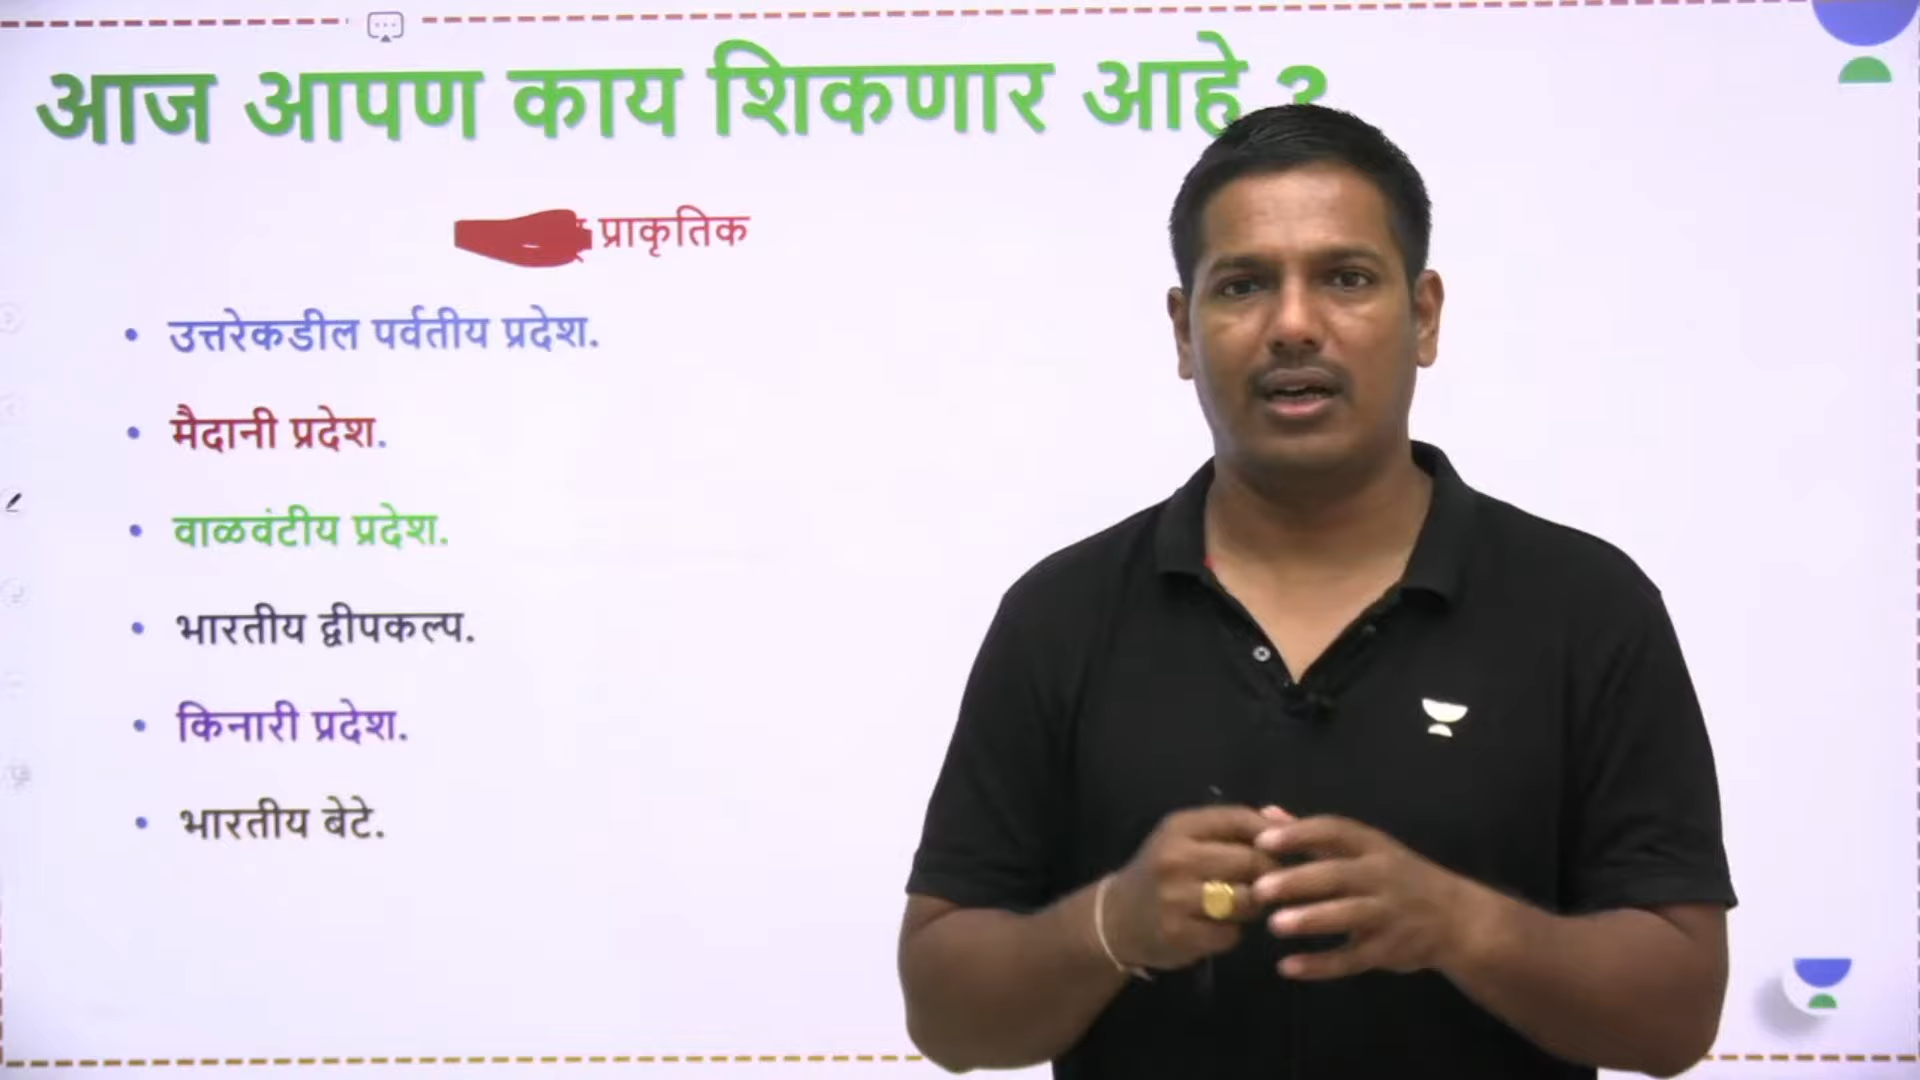 आज आपण काय शिकणार आहे ?
प्राकृतिक
• उत्तरेकडील पर्वतीय प्रदेश.
• मैदानी प्रदेश.
• वाळवंटीय प्रदेश.
• भारतीय द्वीपकल्प.
• किनारी प्रदेश.
• भारतीय बेटे.